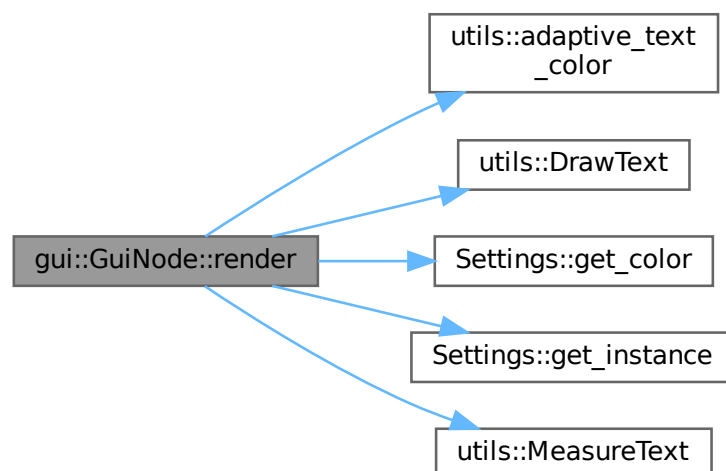 utils::adaptive_text
_color
utils::DrawText
gui::GuiNode::render
Settings::get_color
Settings::get_instance
utils::MeasureText